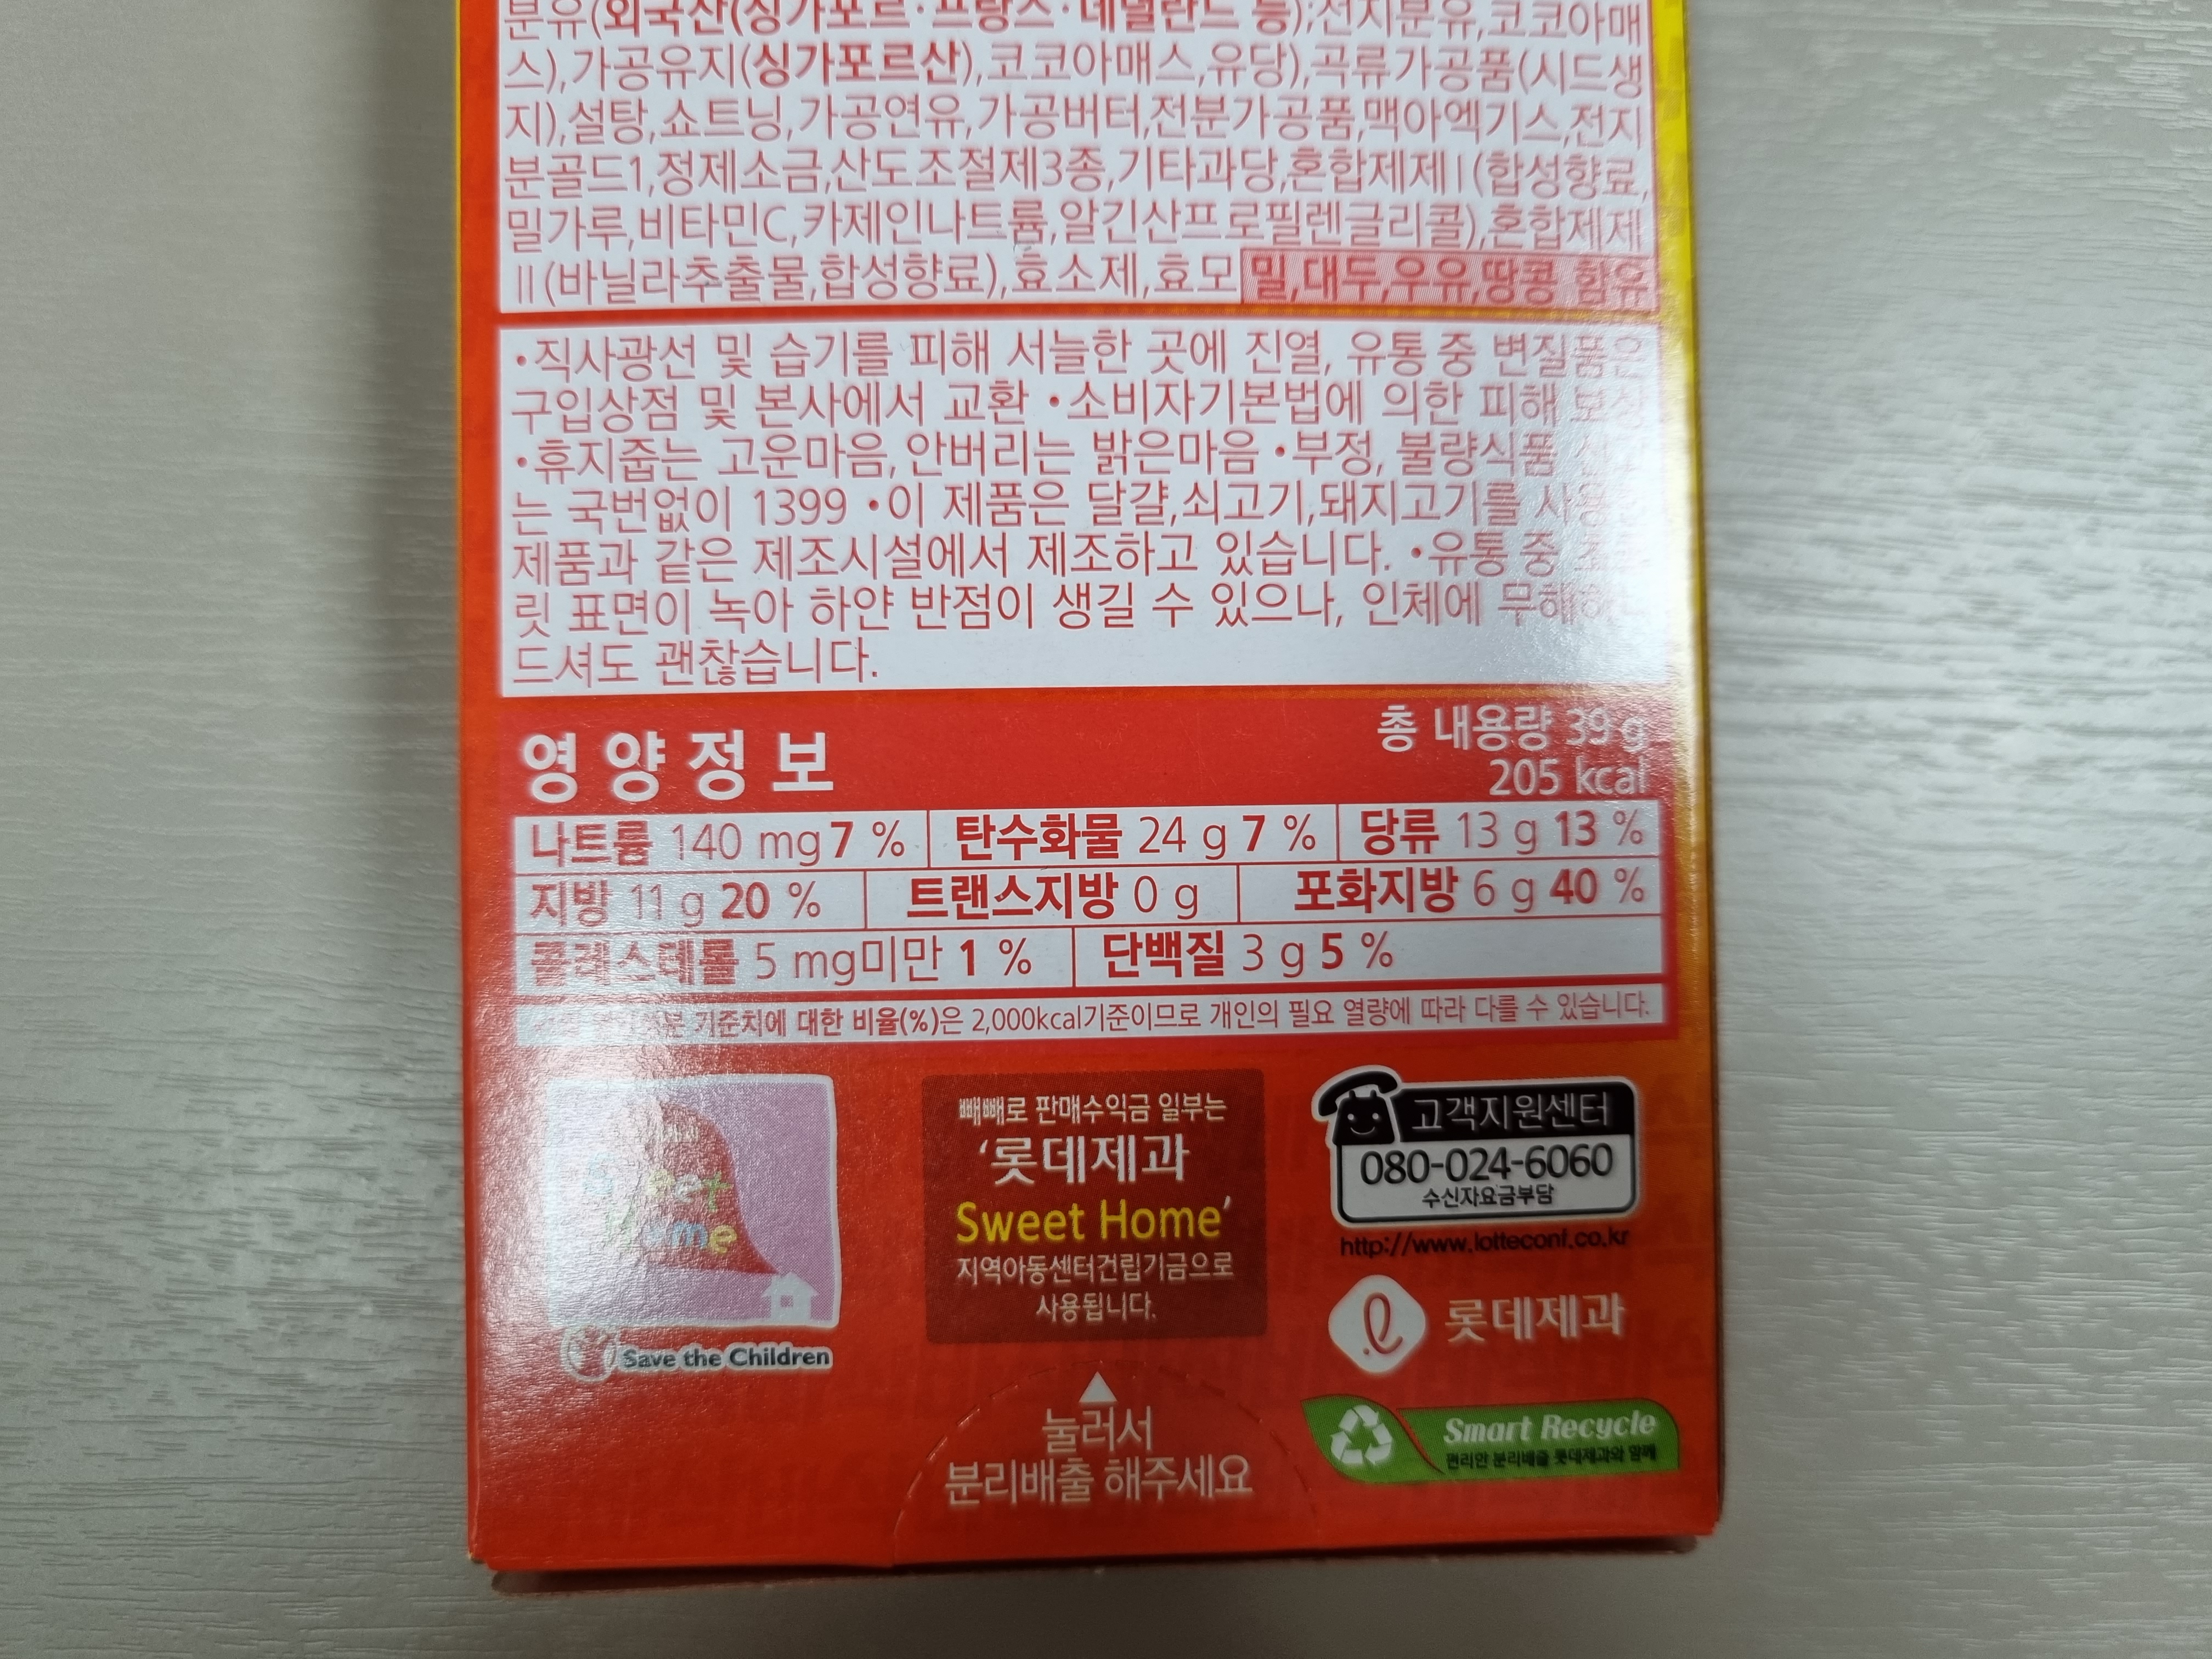 분유(외국산(싱가포르·프랑스·네덜란드 등);전지분유,코코아매
스),가공유지(싱가포르산),코코아매스,유당),곡류가공품(시드생
지),설탕,쇼트닝,가공연유,가공버터,전분가공품,맥아엑기스,전지
분골드1,정제소금,산도조절제3종,기타과당,혼합제제 I (합성향료,
밀가루,비타민C,카제인나트륨,알긴산프로필렌글리콜),혼합제제
II (바닐라추출물,합성향료),효소제,효모 밀,대두,우유,땅콩 함유
•직사광선 및 습기를 피해 서늘한 곳에 진열, 유통 중 변질품은
구입상점 및 본사에서 교환 •소비자기본법에 의한 피해 보상
•휴지줍는 고운마음, 안버리는 밝은마음 •부정, 불량식품
는 국번없이 1399 •이 제품은 달걀,쇠고기,돼지고기를
제품과 같은 제조시설에서 제조하고 있습니다. •유통 중
릿 표면이 녹아 하얀 반점이 생길 수 있으나, 인체에
드셔도 괜찮습니다.
영양정보
총 내용량 39 g
205 kcal
나트륨 140 mg 7 % 탄수화물 24 g 7 % 당류 13 g 13 %
지방 11 g 20 % 트랜스지방 0 g 포화지방 6 g 40 %
콜레스테롤 5 mg미만 1 % 단백질 3 g 5 %
기준치에 대한 비율(%)은 2,000kcal기준이므로 개인의 필요 열량에 따라 다를 수 있습니다.
Sweet
Home
Save the Children
빼빼로 판매수익금 일부는
'롯데제과
Sweet Home'
지역아동센터건립기금으로
사용됩니다.
고객지원센터
080-024-6060
수신자요금부담
http://www.lotteconf.co.kr
롯데제과
눌러서
분리배출 해주세요
Smart Recycle
편리한 분리배출 롯데제과와 함께